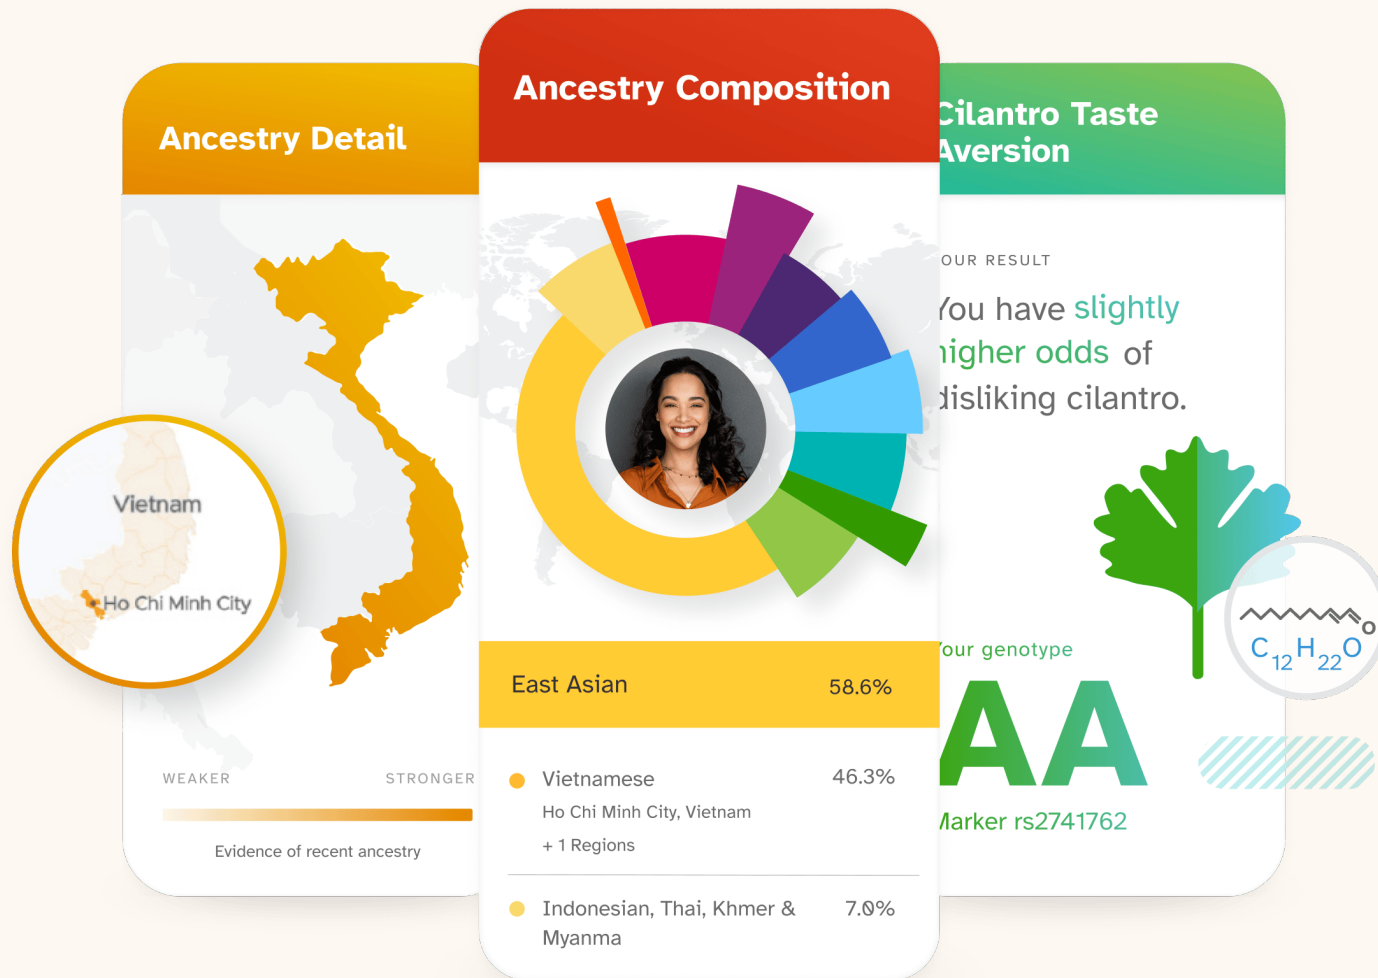 Ancestry Detail
Vietnam
Ho Chi Minh City
WEAKER STRONGER
Evidence of recent ancestry
Ancestry Composition
East Asian 58.6%
Vietnamese 46.3%
Ho Chi Minh City, Vietnam
+ 1 Regions
Indonesian, Thai, Khmer & 7.0%
Myanma
Cilantro Taste
Aversion
OUR RESULT
You have slightly
higher odds of
disliking cilantro.
O
C12H22O
Your genotype
AA
Marker rs2741762